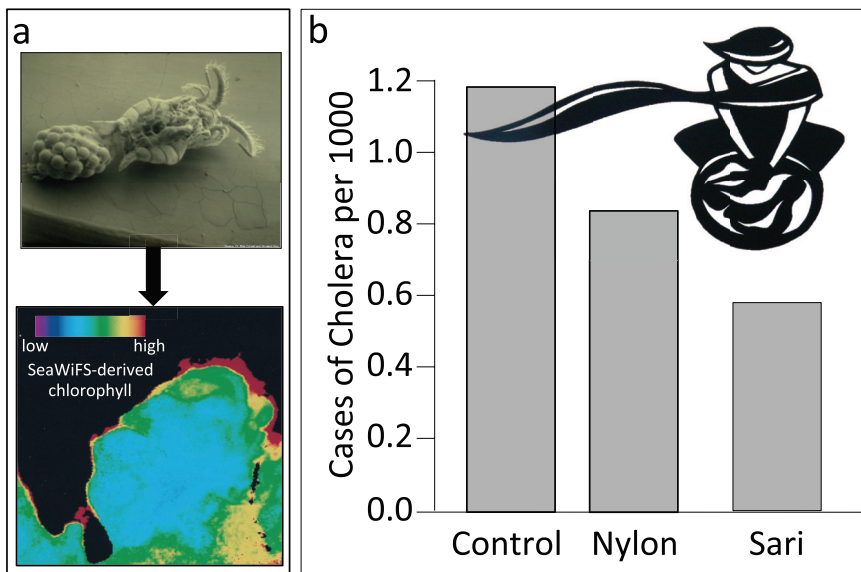 a
low high
SeaWiFS-derived
chlorophyll
b
Cases of Cholera per 1000
1.2
1.0
0.8
0.6
0.4
0.2
0.0
Control Nylon Sari